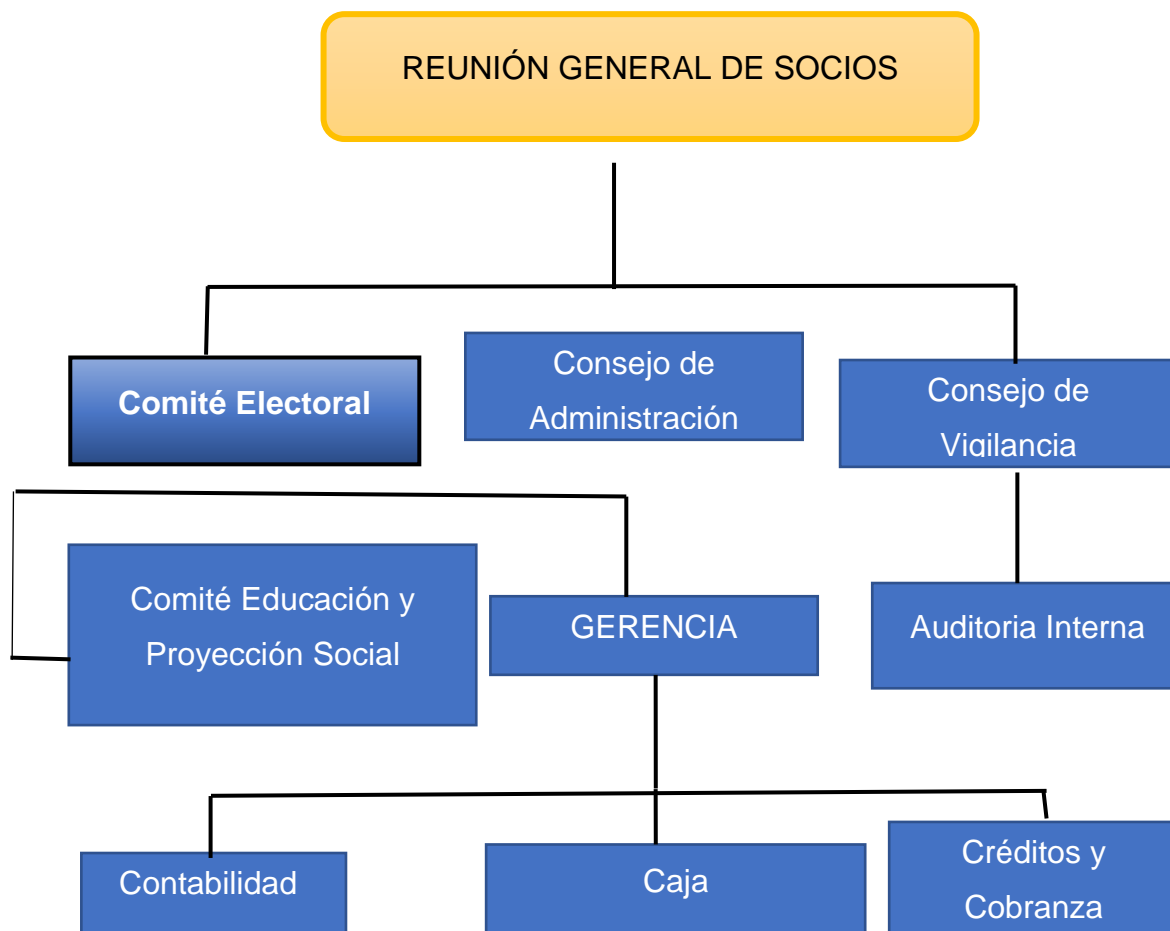 REUNIÓN GENERAL DE SOCIOS
Comité Electoral
Consejo de
Administración
Consejo de
Vigilancia
Comité Educación y
Proyección Social
GERENCIA
Auditoria Interna
Contabilidad
Caja
Créditos y
Cobranza